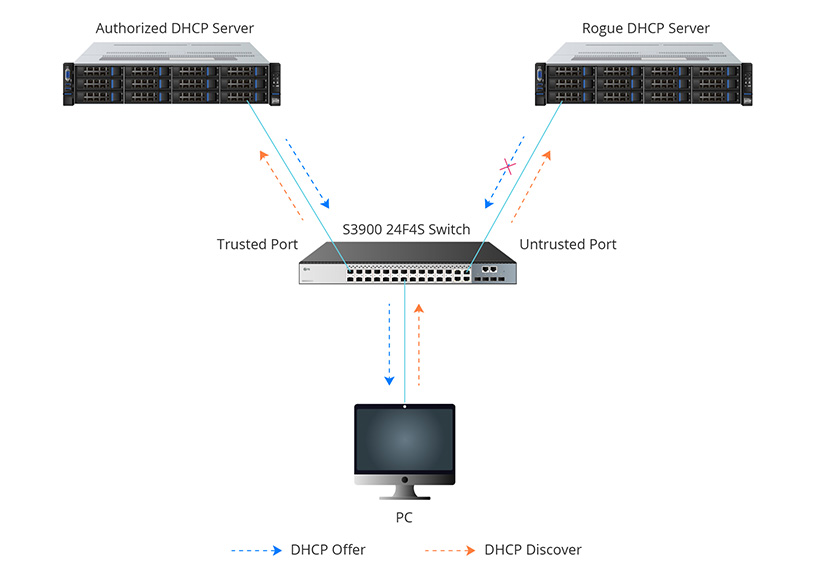 Authorized DHCP Server
Rogue DHCP Server
S3900 24F4S Switch
Trusted Port
Untrusted Port
PC
DHCP Offer
DHCP Discover